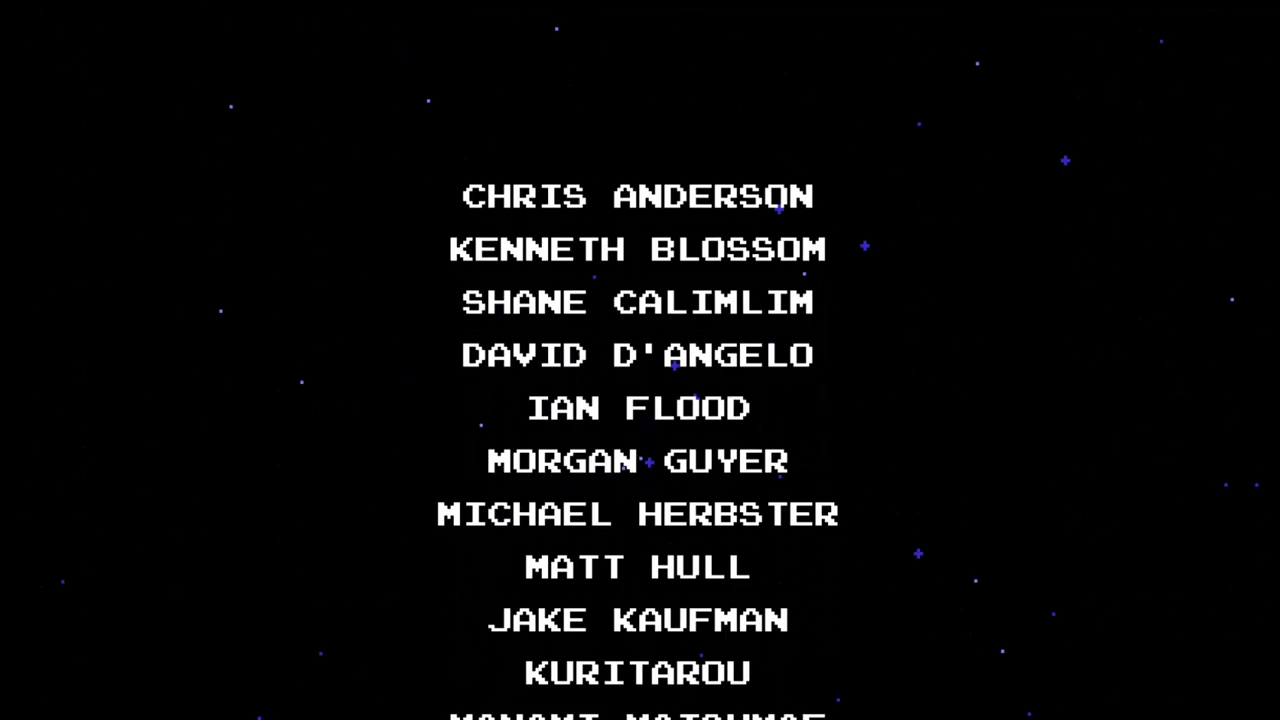 CHRIS ANDERSON
KENNETH BLOSSOM
SHANE CALIMLIM
DAVID D'ANGELO
IAN FLOOD
MORGAN GUYER
MICHAEL HERBSTER
MATT HULL
JAKE KAUFMAN
KURITAROU